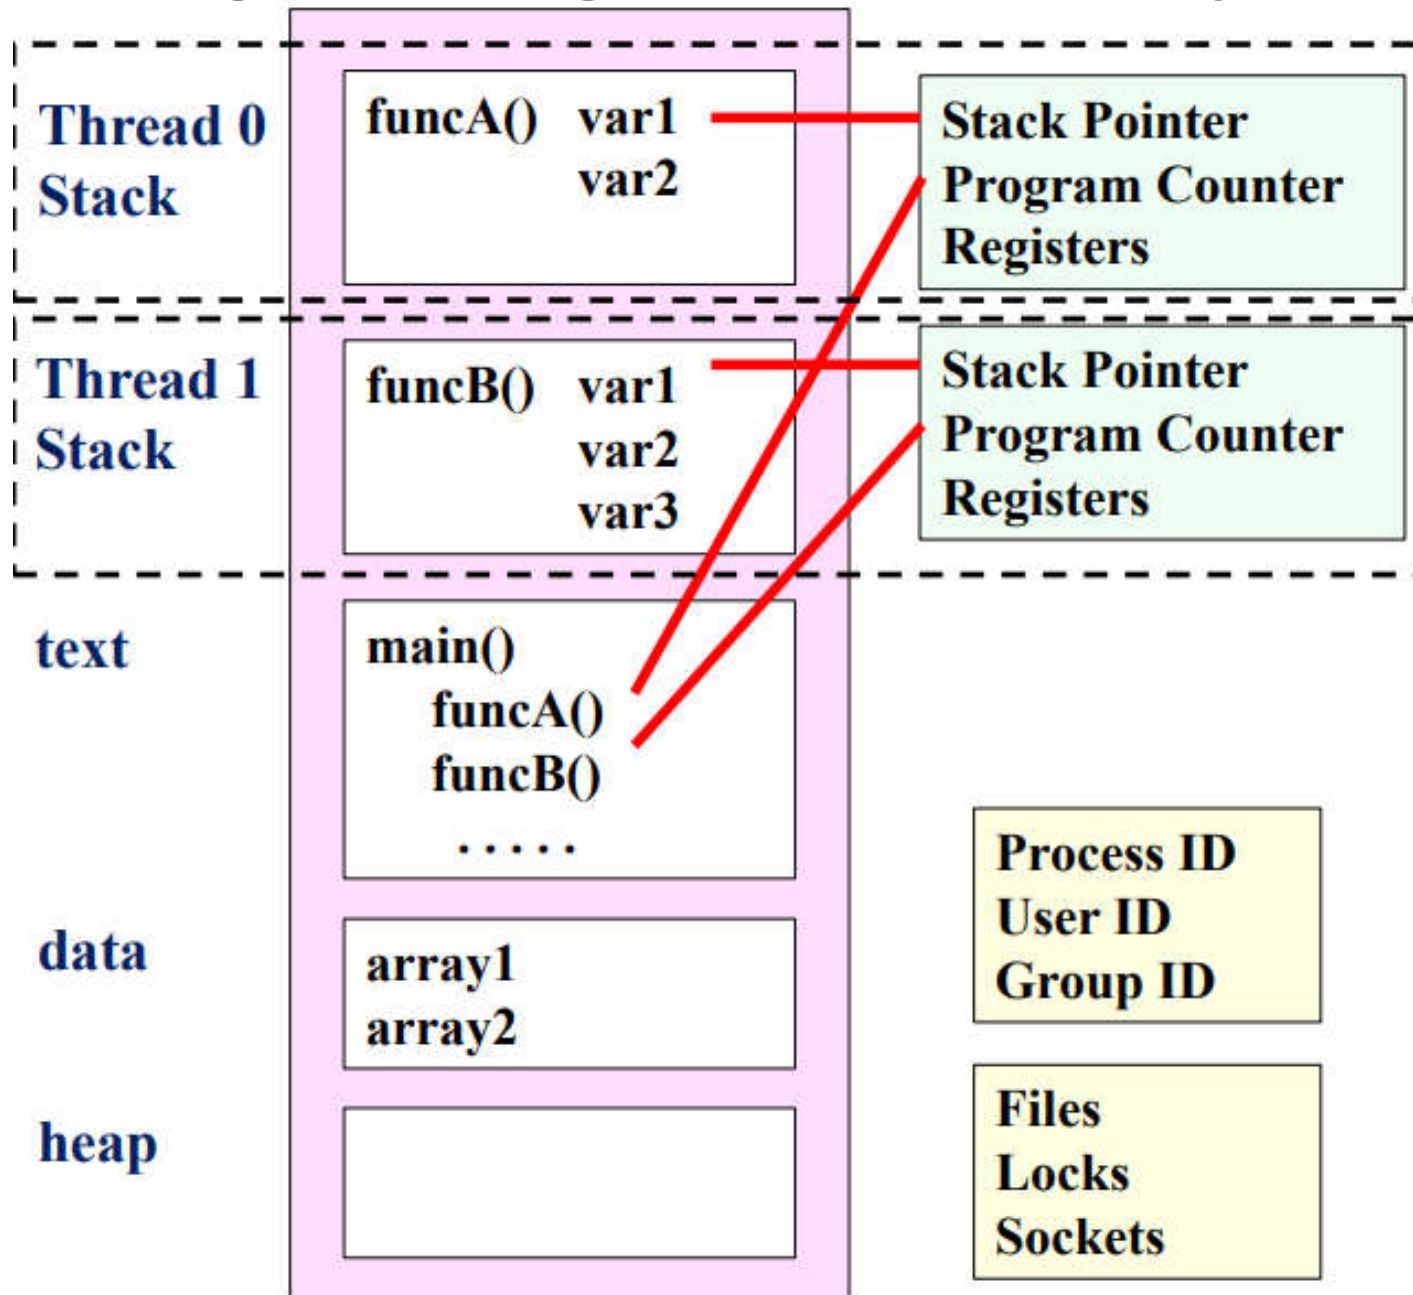 Thread 0
Stack
funcA() var1
var2
Stack Pointer
Program Counter
Registers
Thread 1
Stack
funcB() var1
var2
var3
Stack Pointer
Program Counter
Registers
text
main()
funcA()
funcB()
.....
data
array1
array2
heap
Process ID
User ID
Group ID
Files
Locks
Sockets